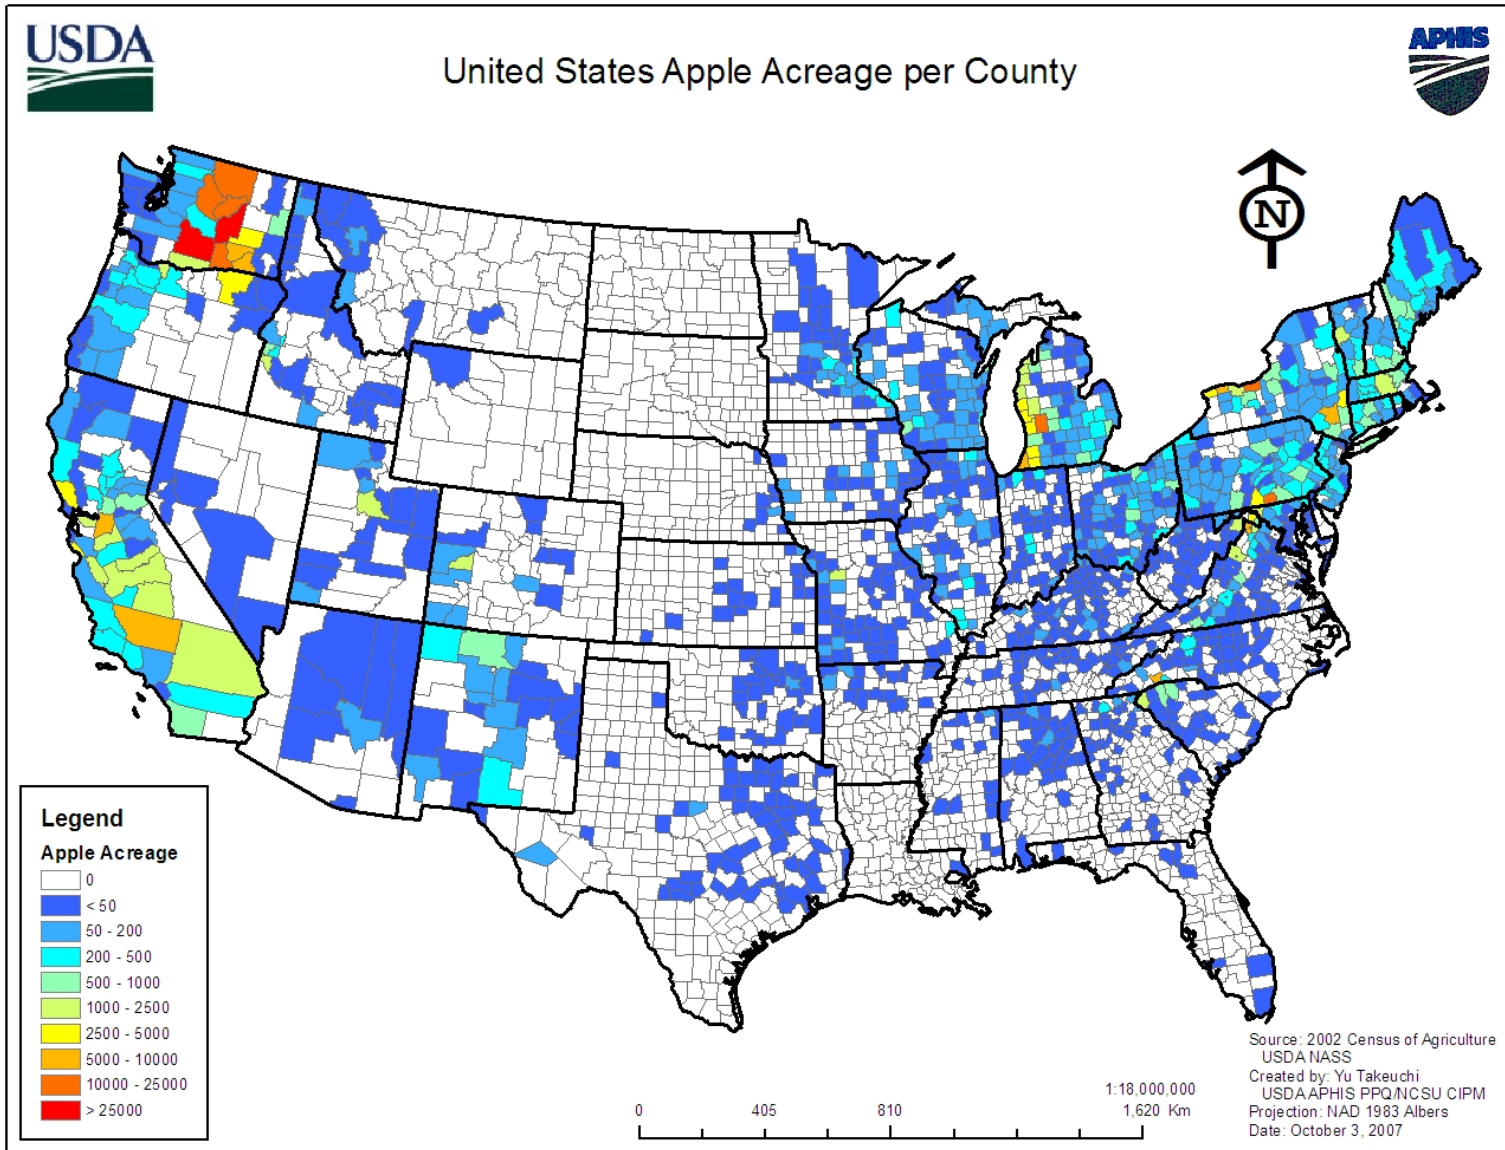 USDA
United States Apple Acreage per County
APHIS
N
Legend
Apple Acreage
0
< 50
50 - 200
200 - 500
500 - 1000
1000 - 2500
2500 - 5000
5000 - 10000
10000 - 25000
> 25000
1:18,000,000
0 405 810 1,620 Km
Source: 2002 Census of Agriculture
USDA NASS
Created by: Yu Takeuchi
USDA APHIS PPQ/NCSU CIPM
Projection: NAD 1983 Albers
Date: October 3, 2007